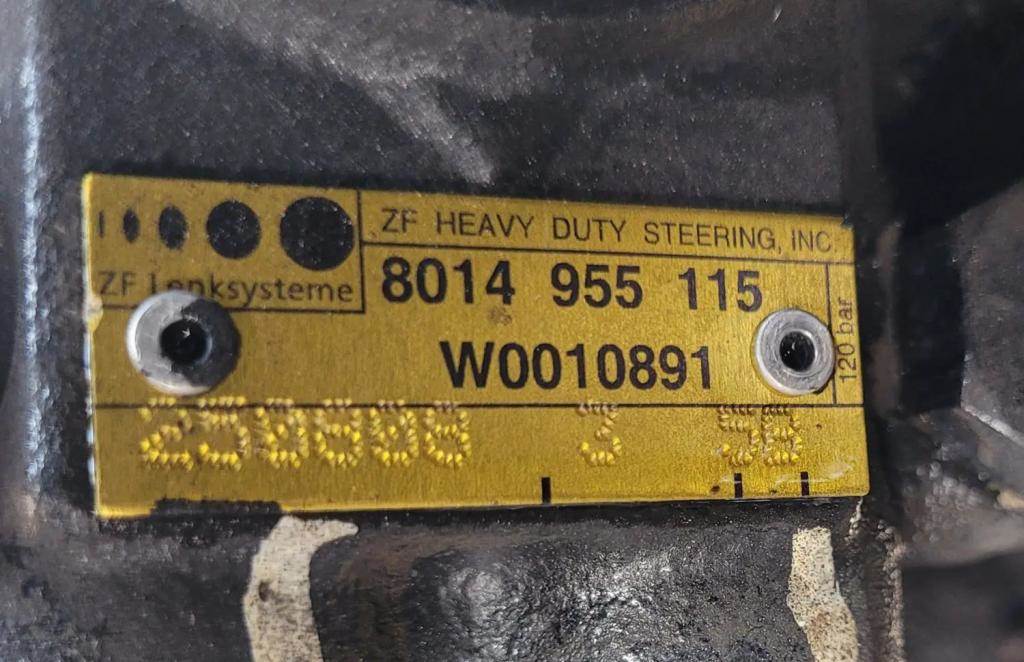 ZF HEAVY DUTY STEERING, INC.
ZF Lenksysteme
8014 955 115
W0010891
120 bar